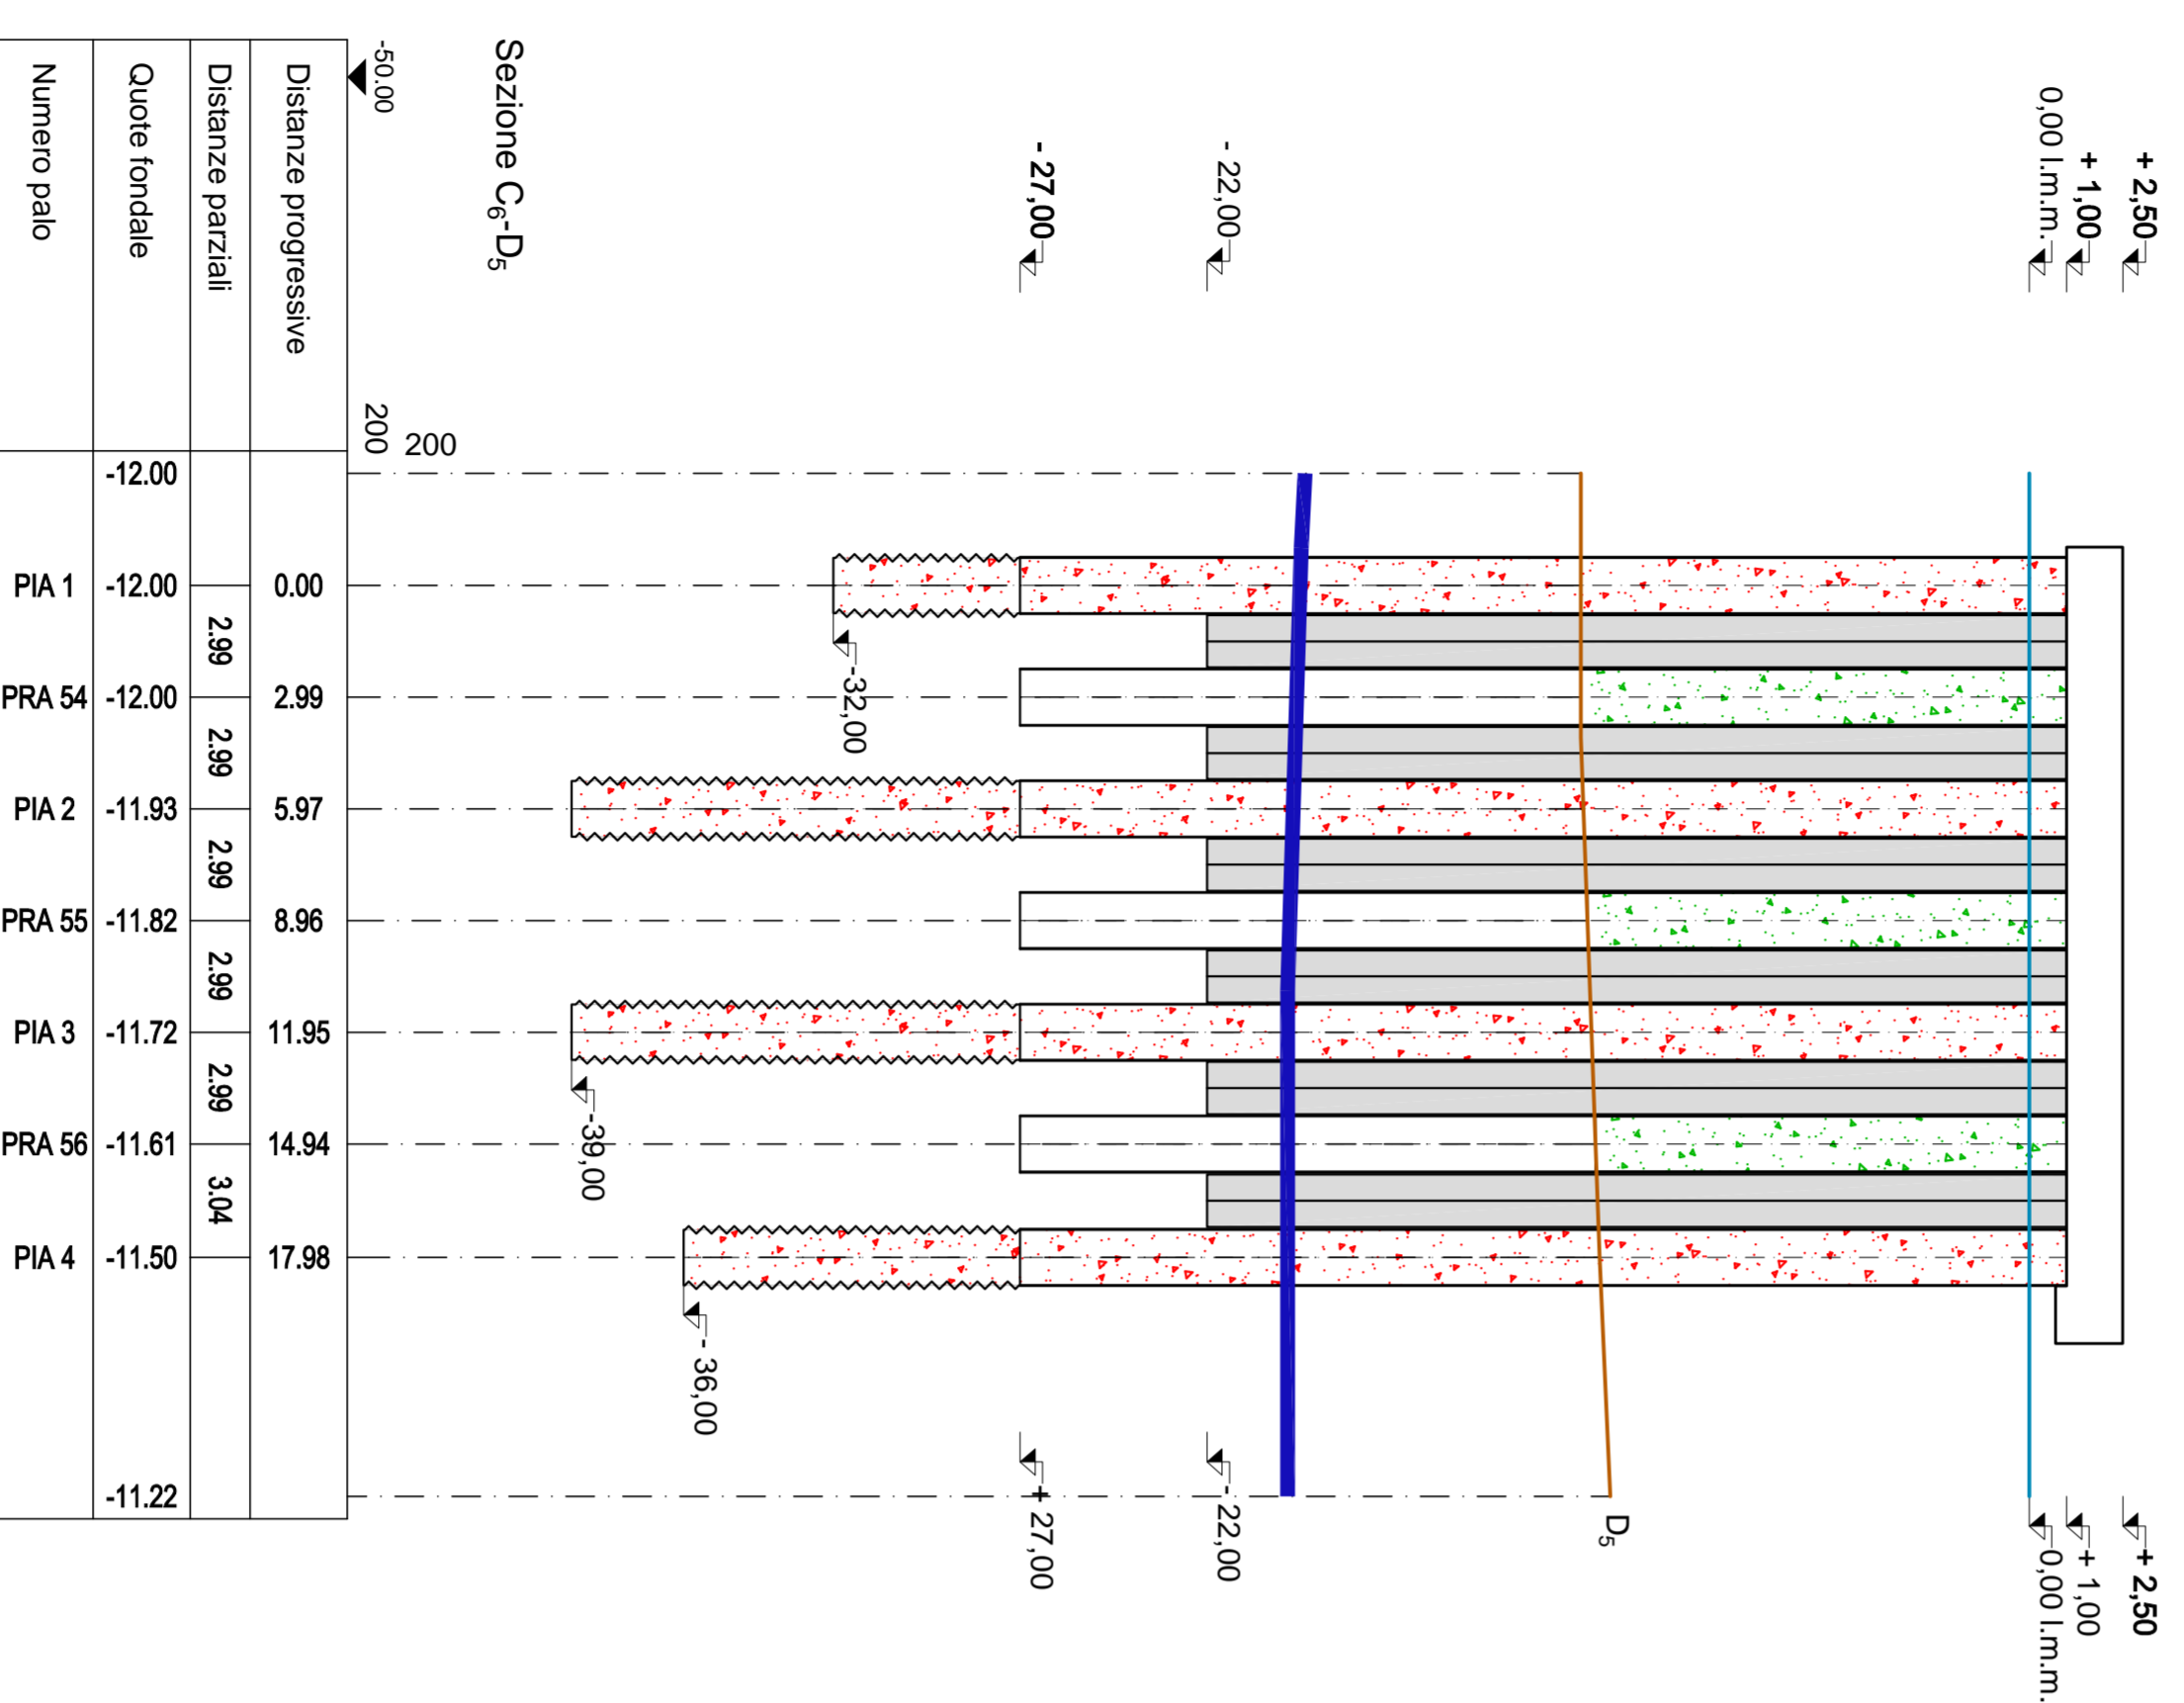 + 2,50
+ 1,00
0,00 l.m.m.
-22,00
- 27,00
+ 2,50
+ 1,00
0,00 l.m.m.
D5
-22,00
+ 27,00
-32,00
-39,00
- 36,00
Sezione C6-D5
-50.00
200
200
Distanze progressive 0.00 2.99 5.97 8.96 11.95 14.94 17.98
Distanze parziali 2.99 2.99 2.99 2.99 2.99 3.04
Quote fondale -12.00 -12.00 -12.00 -11.93 -11.82 -11.72 -11.61 -11.50 -11.22
Numero palo PIA 1 PRA 54 PIA 2 PRA 55 PIA 3 PRA 56 PIA 4